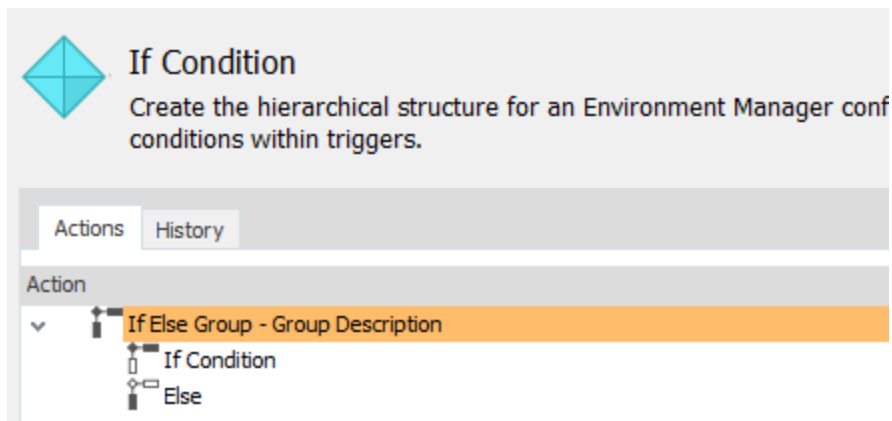 If Condition
Create the hierarchical structure for an Environment Manager conf
conditions within triggers.
Actions History
Action
If Else Group - Group Description
If Condition
Else